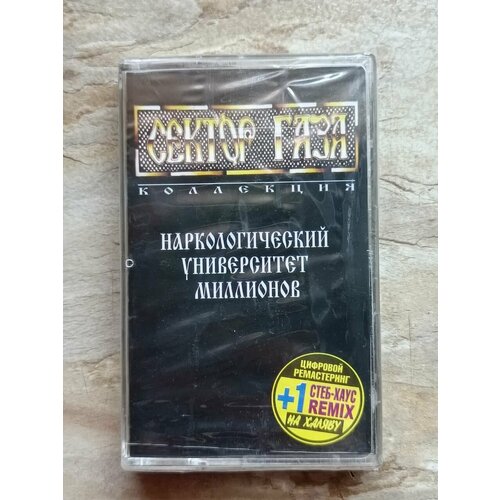 СЕКТОР ГАЗА
КОЛЛЕКЦИЯ
НАРКОЛОГИЧЕСКИЙ
УНИВЕРСИТЕТ
МИЛЛИОНОВ
ЦИФРОВОЙ
РЕМАСТЕРИНГ
+1 СТЕБ-ХАУС
REMIX
НА ХАЛЯВУ